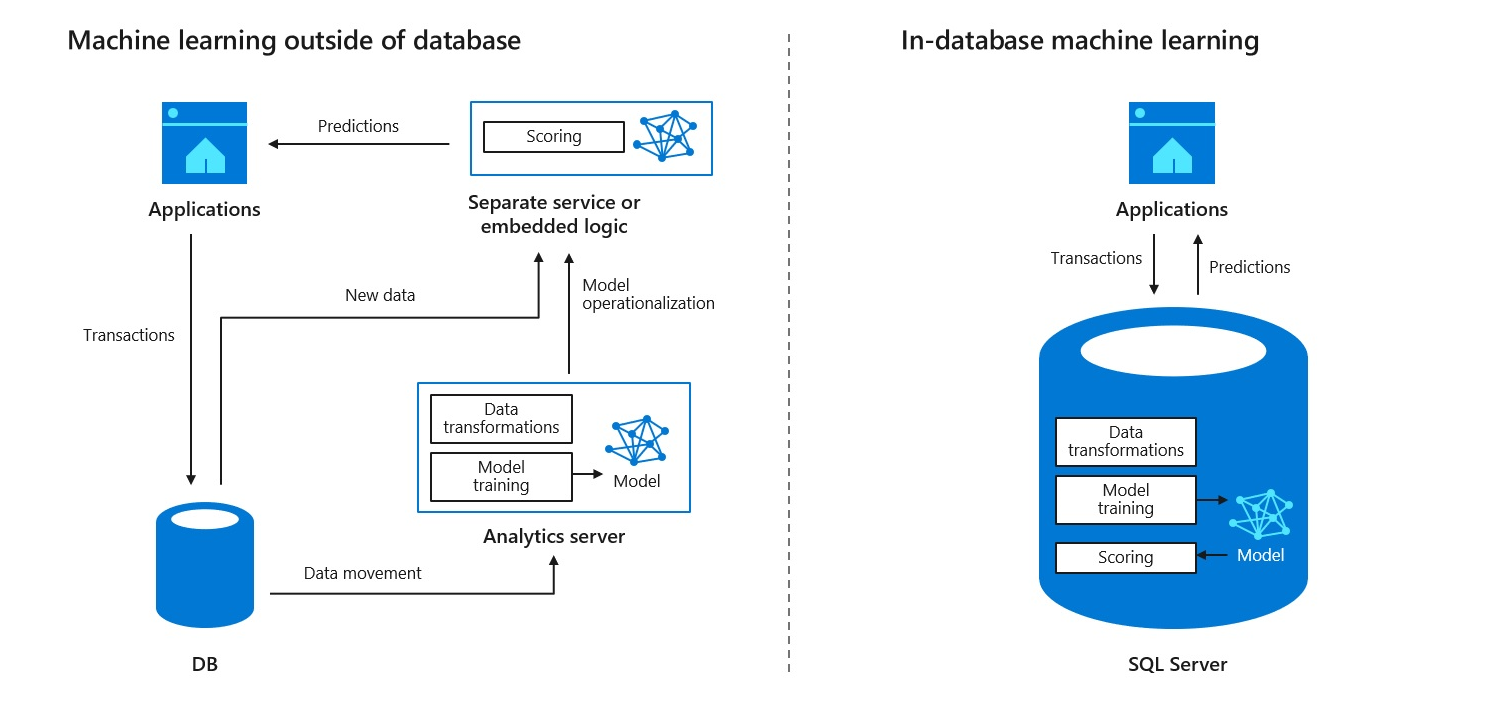 Machine learning outside of database
Predictions
Scoring
Applications
Separate service or
embedded logic
New data
Model
operationalization
Transactions
Data
transformations
Model
training
Model
Analytics server
Data movement
DB
In-database machine learning
Applications
Transactions
Predictions
Data
transformations
Model
training
Scoring
Model
SQL Server